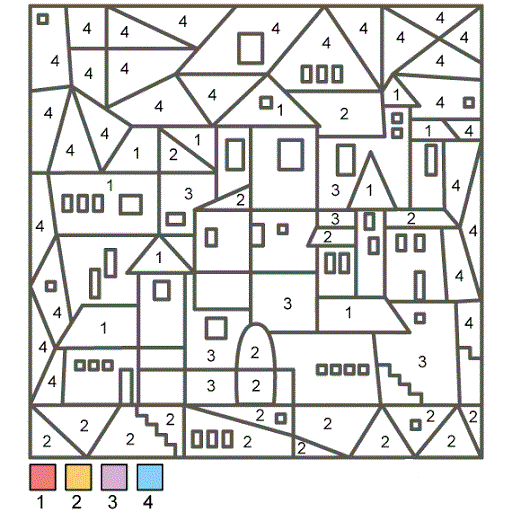 4 4 4 4 4 4
4 4
4 4 4
4 4 4
4 1 2 1
4 4 1 4
4 1 1 2
3 3 1 4
1 2
4 3 2 4
2
1 4
4 3 1 4
1
4 3 2 3
4 3 2
2 2 2 2 2 2
2 2 2 2 2
1 2 3 4